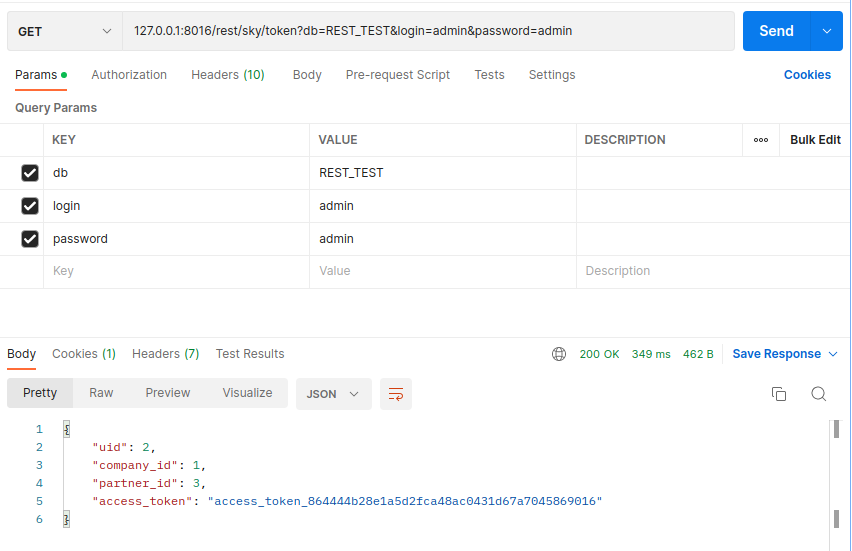 GET 127.0.0.1:8016/rest/sky/token?db=REST_TEST&login=admin&password=admin Send
Params Authorization Headers (10) Body Pre-request Script Tests Settings Cookies
Query Params
KEY VALUE DESCRIPTION Bulk Edit
db REST_TEST
login admin
password admin
Key Value Description
Body Cookies (1) Headers (7) Test Results 200 OK 349 ms 462 B Save Response
Pretty Raw Preview Visualize JSON
1 {
2 "uid": 2,
3 "company_id": 1,
4 "partner_id": 3,
5 "access_token": "access_token_864444b28e1a5d2fca48ac0431d67a7045869016"
6 }